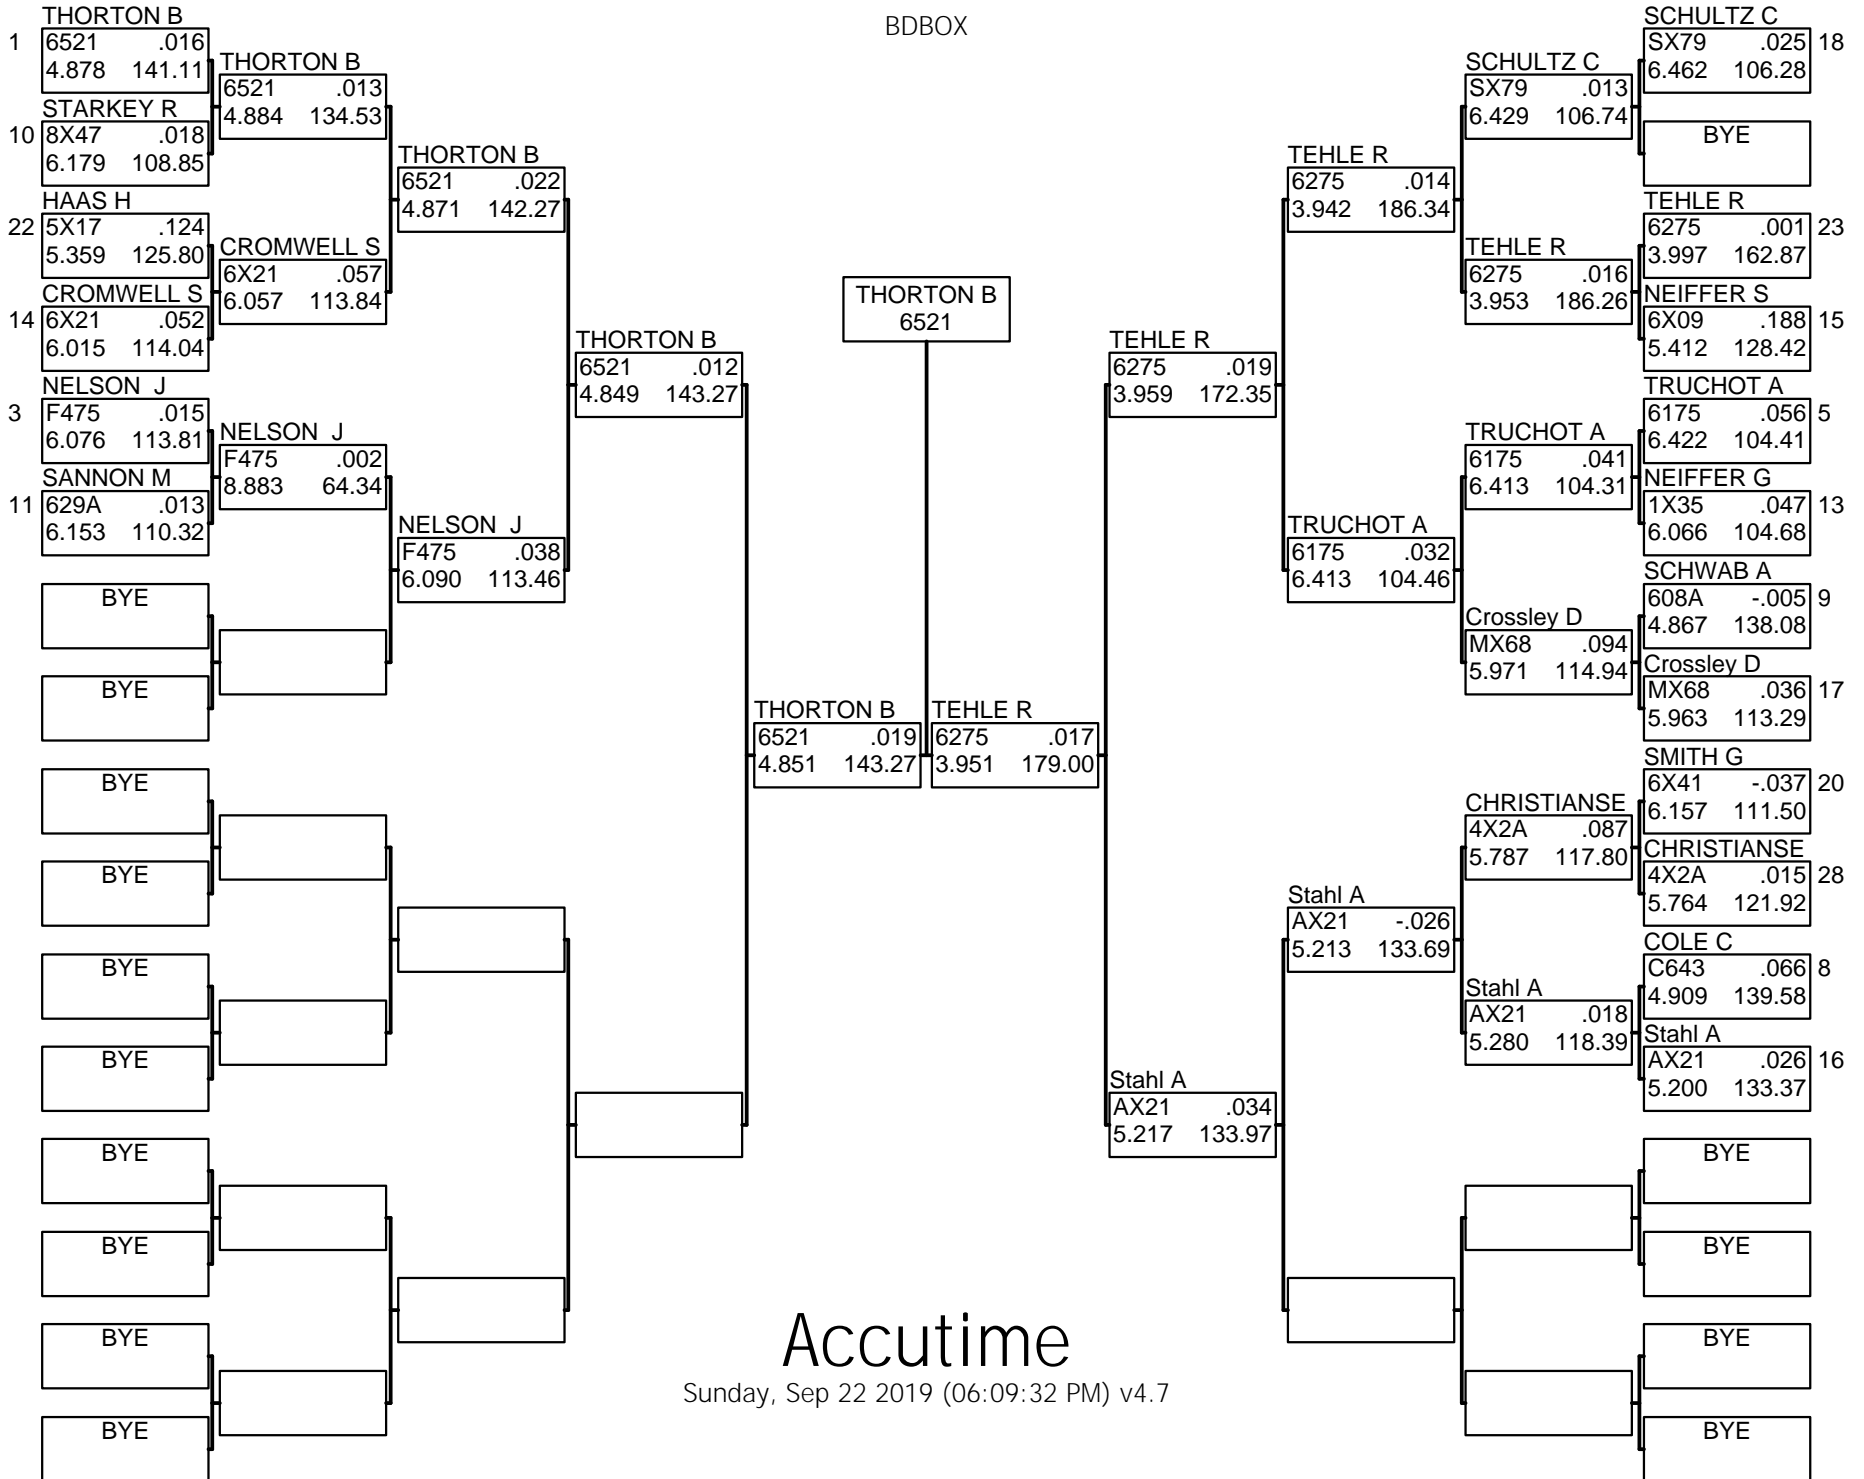 BDBOX
THORTON B
1
6521 .016
4.878 141.11
STARKEY R
10
8X47 .018
6.179 108.85
HAAS H
22
5X17 .124
5.359 125.80
CROMWELL S
14
6X21 .052
6.015 114.04
NELSON J
3
F475 .015
6.076 113.81
SANNON M
11
629A .013
6.153 110.32
BYE
BYE
BYE
BYE
BYE
BYE
BYE
BYE
BYE
BYE
THORTON B
6521 .013
4.884 134.53
CROMWELL S
6X21 .057
6.057 113.84
NELSON J
F475 .002
8.883 64.34
THORTON B
6521 .022
4.871 142.27
NELSON J
F475 .038
6.090 113.46
THORTON B
6521 .012
4.849 143.27
THORTON B
6521 .019
4.851 143.27
THORTON B
6521
TEHLE R
6275 .017
3.951 179.00
TEHLE R
6275 .019
3.959 172.35
Stahl A
AX21 .034
5.217 133.97
TEHLE R
6275 .014
3.942 186.34
TRUCHOT A
6175 .032
6.413 104.46
Stahl A
AX21 -.026
5.213 133.69
SCHULTZ C
SX79 .013
6.429 106.74
TEHLE R
6275 .016
3.953 186.26
TRUCHOT A
6175 .041
6.413 104.31
Crossley D
MX68 .094
5.971 114.94
CHRISTIANSE
4X2A .087
5.787 117.80
Stahl A
AX21 .018
5.280 118.39
SCHULTZ C
SX79 .025
18
6.462 106.28
BYE
TEHLE R
6275 .001
23
3.997 162.87
NEIFFER S
6X09 .188
15
5.412 128.42
TRUCHOT A
6175 .056
5
6.422 104.41
NEIFFER G
1X35 .047
13
6.066 104.68
SCHWAB A
608A -.005
9
4.867 138.08
Crossley D
MX68 .036
17
5.963 113.29
SMITH G
6X41 -.037
20
6.157 111.50
CHRISTIANSE
4X2A .015
28
5.764 121.92
COLE C
C643 .066
8
4.909 139.58
Stahl A
AX21 .026
16
5.200 133.37
BYE
BYE
BYE
BYE
Accutime
Sunday, Sep 22 2019 (06:09:32 PM) v4.7